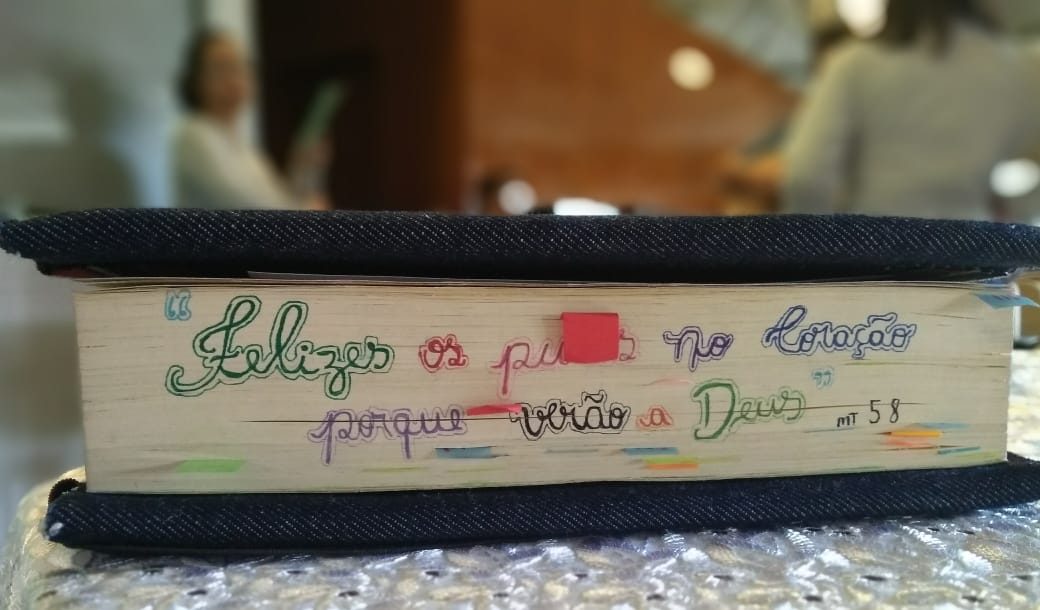 "Felizes os no Coração
porque verão a Deus" MT 5 8